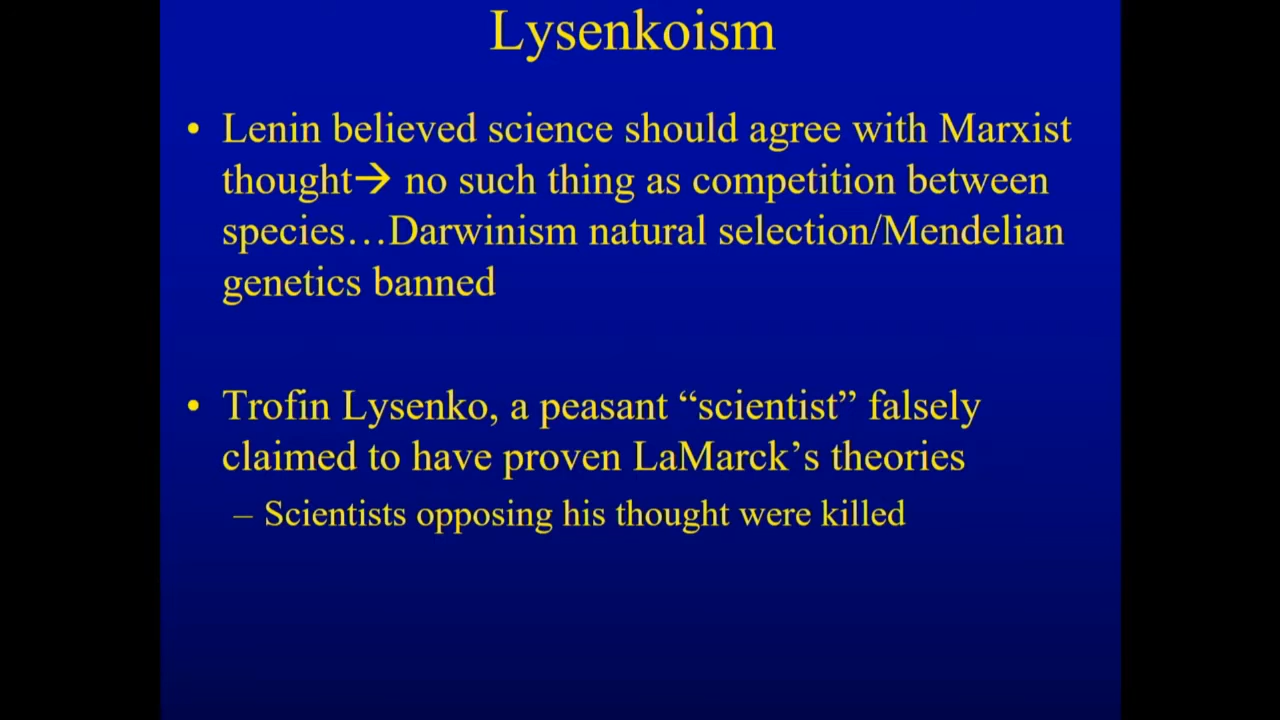 Lysenkoism
• Lenin believed science should agree with Marxist
thought→ no such thing as competition between
species…Darwinism natural selection/Mendelian
genetics banned
• Trofin Lysenko, a peasant “scientist” falsely
claimed to have proven LaMarck’s theories
– Scientists opposing his thought were killed